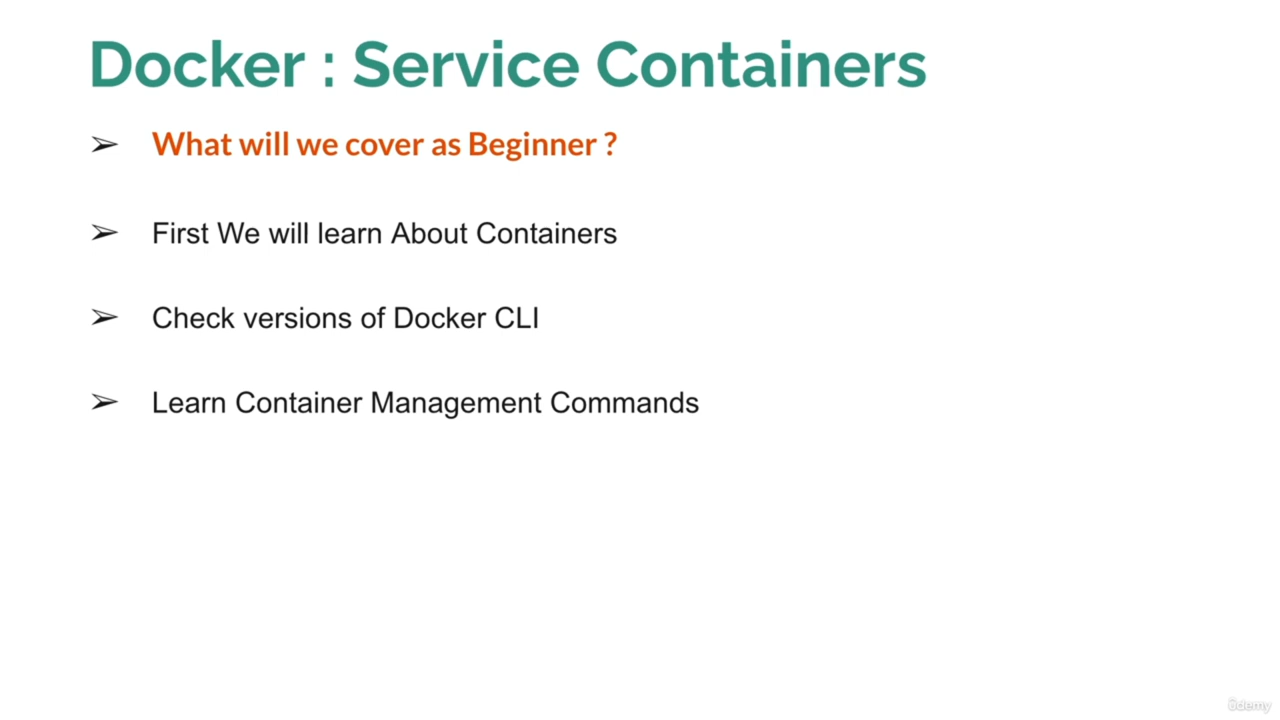 Docker : Service Containers
➢ What will we cover as Beginner ?
➢ First We will learn About Containers
➢ Check versions of Docker CLI
➢ Learn Container Management Commands
ûdemy